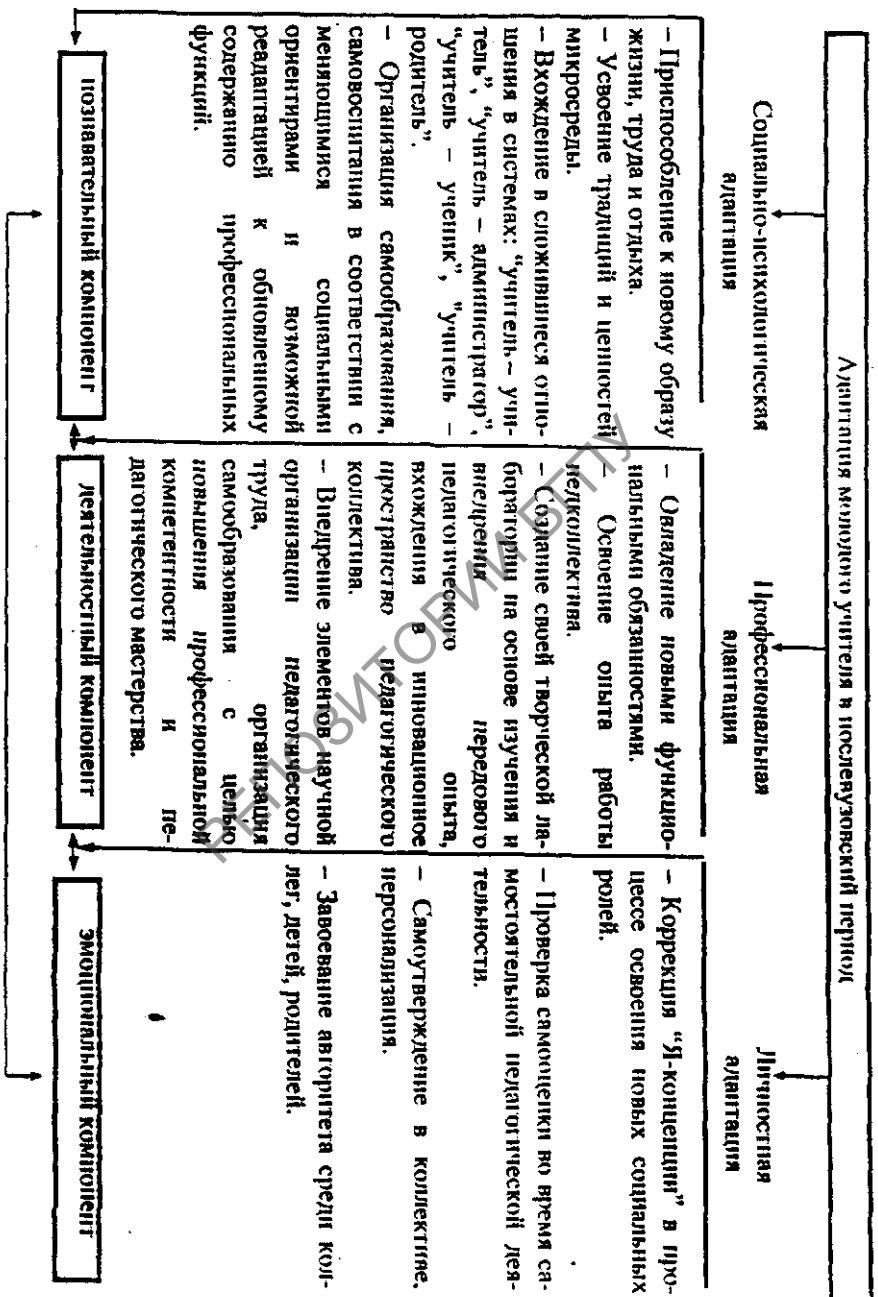 Адаптация молодого учителя в послевузовский период
Социально-психологическая
адаптация
– Приспособление к новому образу
жизни, труда и отдыха.
– Усвоение традиций и ценностей
микросреды.
– Вхождение в сложившиеся отно-
шения в системах: “учитель – учи-
тель”, “учитель – администратор”,
“учитель – ученик”, “учитель –
родитель”.
– Организация самообразования,
самовоспитания в соответствии с
меняющимися социальными
ориентирами и возможной
реадаптацией к обновленному
содержанию профессиональных
функций.
познавательный компонент
Профессиональная
адаптация
– Овладение новыми функцио-
нальными обязанностями.
– Освоение опыта работы
педколлектива.
– Создание своей творческой ла-
боратории на основе изучения и
внедрения передового
педагогического опыта,
вхождения в инновационное
пространство педагогического
коллектива.
– Внедрение элементов научной
организации педагогического
труда, организация
самообразования с целью
повышения профессиональной
компетентности и пе-
дагогического мастерства.
деятельностный компонент
Личностная
адаптация
– Коррекция “Я-концепции” в про-
цессе освоения новых социальных
ролей.
– Проверка самооценки во время са-
мостоятельной педагогической дея-
тельности.
– Самоутверждение в коллективе,
персонализация.
– Завоевание авторитета среди кол-
лег, детей, родителей.
эмоциональный компонент
РЕПОЗИТОРИЙ БГПУ